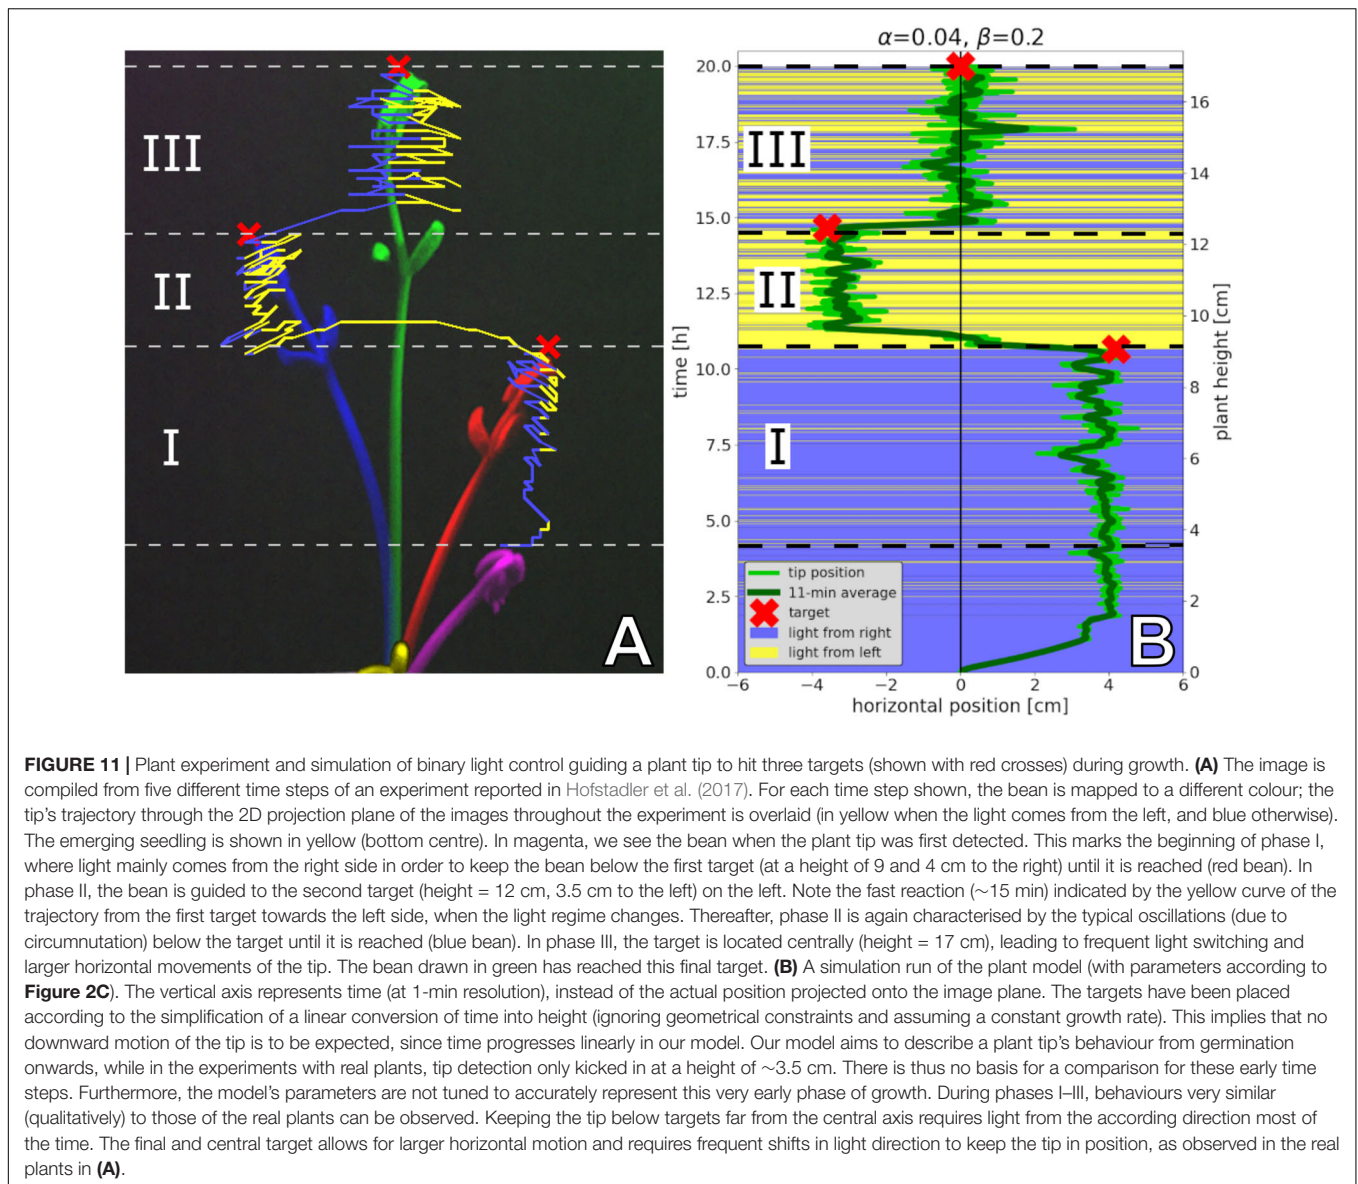 III
II
I
A
α=0.04, β=0.2
20.0
17.5
15.0
12.5
10.0
7.5
5.0
2.5
0.0
time [h]
III
II
I
tip position
11-min average
target
light from right
light from left
B
16
14
12
10
8
6
4
2
0
plant height [cm]
−6 −4 −2 0 2 4 6
horizontal position [cm]
FIGURE 11 | Plant experiment and simulation of binary light control guiding a plant tip to hit three targets (shown with red crosses) during growth. (A) The image is
compiled from five different time steps of an experiment reported in Hofstadler et al. (2017). For each time step shown, the bean is mapped to a different colour; the
tip's trajectory through the 2D projection plane of the images throughout the experiment is overlaid (in yellow when the light comes from the left, and blue otherwise).
The emerging seedling is shown in yellow (bottom centre). In magenta, we see the bean when the plant tip was first detected. This marks the beginning of phase I,
where light mainly comes from the right side in order to keep the bean below the first target (at a height of 9 and 4 cm to the right) until it is reached (red bean). In
phase II, the bean is guided to the second target (height = 12 cm, 3.5 cm to the left) on the left. Note the fast reaction (∼15 min) indicated by the yellow curve of the
trajectory from the first target towards the left side, when the light regime changes. Thereafter, phase II is again characterised by the typical oscillations (due to
circumnutation) below the target until it is reached (blue bean). In phase III, the target is located centrally (height = 17 cm), leading to frequent light switching and
larger horizontal movements of the tip. The bean drawn in green has reached this final target. (B) A simulation run of the plant model (with parameters according to
Figure 2C). The vertical axis represents time (at 1-min resolution), instead of the actual position projected onto the image plane. The targets have been placed
according to the simplification of a linear conversion of time into height (ignoring geometrical constraints and assuming a constant growth rate). This implies that no
downward motion of the tip is to be expected, since time progresses linearly in our model. Our model aims to describe a plant tip's behaviour from germination
onwards, while in the experiments with real plants, tip detection only kicked in at a height of ∼3.5 cm. There is thus no basis for a comparison for these early time
steps. Furthermore, the model's parameters are not tuned to accurately represent this very early phase of growth. During phases I–III, behaviours very similar
(qualitatively) to those of the real plants can be observed. Keeping the tip below targets far from the central axis requires light from the according direction most of
the time. The final and central target allows for larger horizontal motion and requires frequent shifts in light direction to keep the tip in position, as observed in the real
plants in (A).